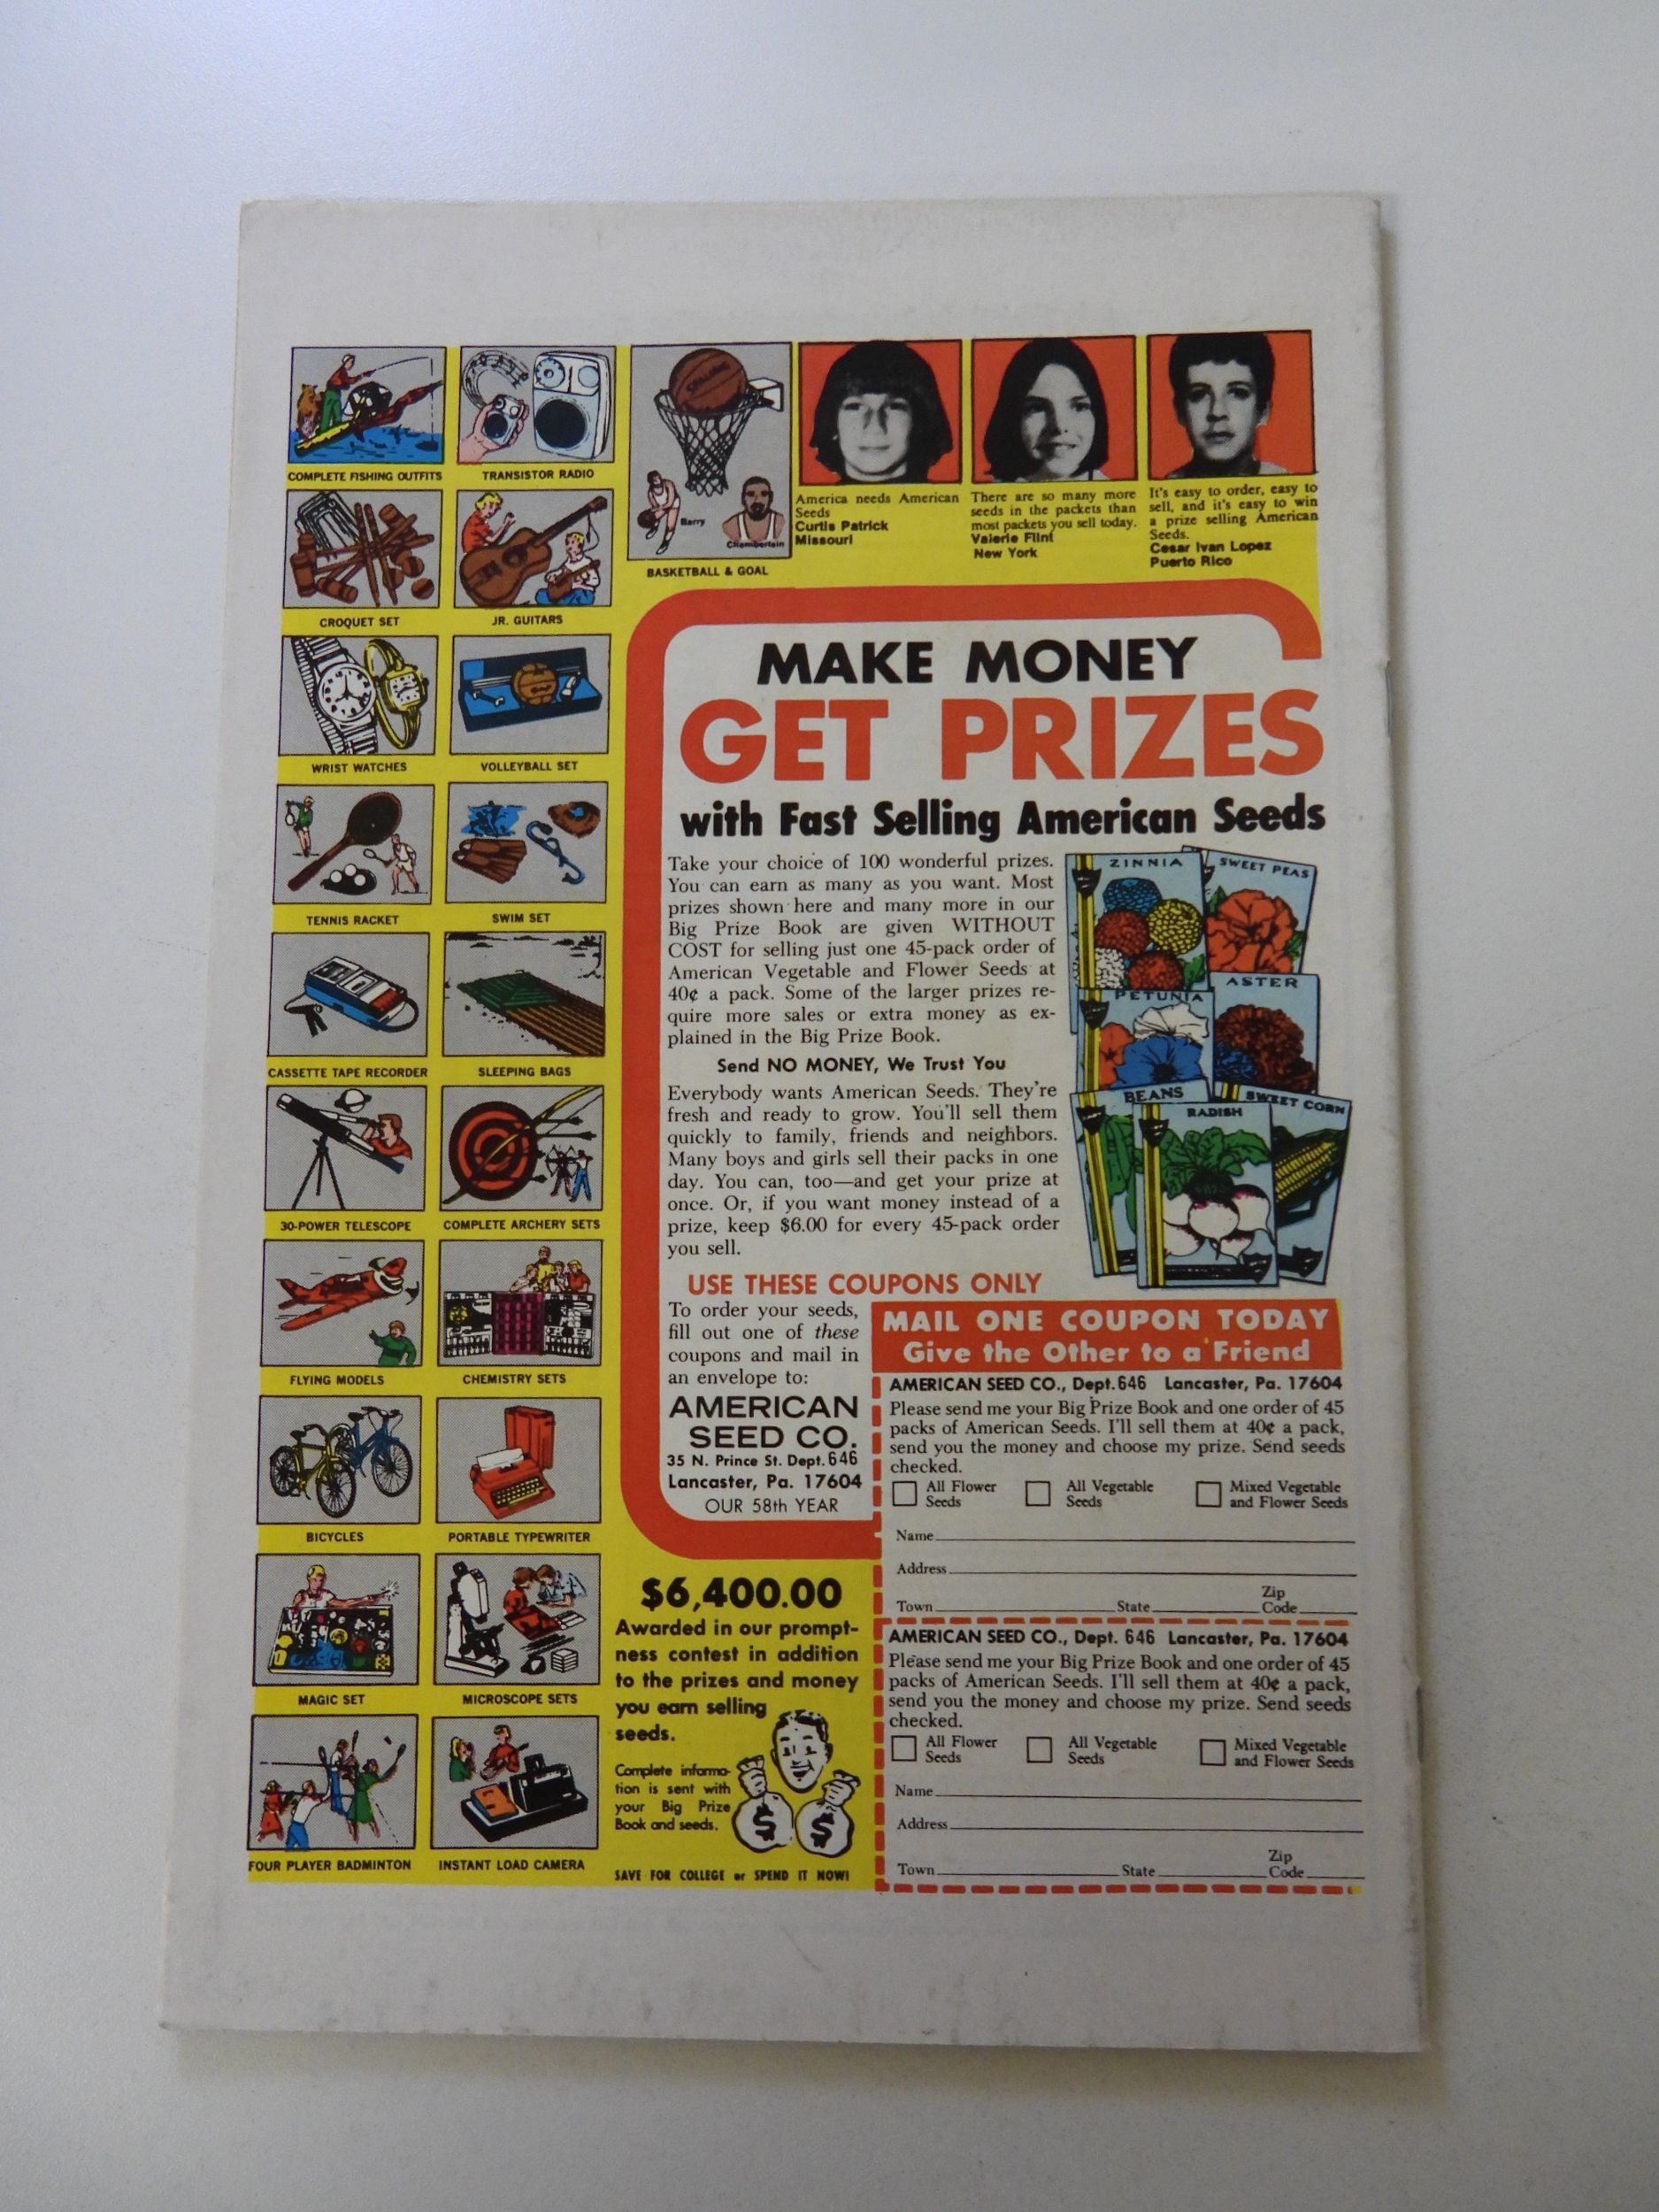 COMPLETE FISHING OUTFITS
TRANSISTOR RADIO
SPALDING
Barry
Chamberlain
BASKETBALL & GOAL
America needs American
Seeds
Curtis Patrick
Missouri
There are so many more
seeds in the packets than
most packets you sell today.
Valerie Flint
New York
It's easy to order, easy to
sell, and it's easy to win
a prize selling American
Seeds.
Cesar Ivan Lopez
Puerto Rico
CROQUET SET
JR. GUITARS
WRIST WATCHES
VOLLEYBALL SET
TENNIS RACKET
SWIM SET
CASSETTE TAPE RECORDER
SLEEPING BAGS
30-POWER TELESCOPE
COMPLETE ARCHERY SETS
FLYING MODELS
CHEMISTRY SETS
BICYCLES
PORTABLE TYPEWRITER
MAGIC SET
MICROSCOPE SETS
FOUR PLAYER BADMINTON
INSTANT LOAD CAMERA
MAKE MONEY
GET PRIZES
with Fast Selling American Seeds
Take your choice of 100 wonderful prizes.
You can earn as many as you want. Most
prizes shown here and many more in our
Big Prize Book are given WITHOUT
COST for selling just one 45-pack order of
American Vegetable and Flower Seeds at
40¢ a pack. Some of the larger prizes re-
quire more sales or extra money as ex-
plained in the Big Prize Book.
Send NO MONEY, We Trust You
Everybody wants American Seeds. They're
fresh and ready to grow. You'll sell them
quickly to family, friends and neighbors.
Many boys and girls sell their packs in one
day. You can, too—and get your prize at
once. Or, if you want money instead of a
prize, keep $6.00 for every 45-pack order
you sell.
ZINNIA
SWEET PEAS
PETUNIA
ASTER
BEANS
RADISH
SWEET CORN
USE THESE COUPONS ONLY
To order your seeds,
fill out one of these
coupons and mail in
an envelope to:
AMERICAN
SEED CO.
35 N. Prince St. Dept. 646
Lancaster, Pa. 17604
OUR 58th YEAR
$6,400.00
Awarded in our prompt-
ness contest in addition
to the prizes and money
you earn selling
seeds.
Complete informa-
tion is sent with
your Big Prize
Book and seeds.
$
$
SAVE FOR COLLEGE or SPEND IT NOW!
MAIL ONE COUPON TODAY
Give the Other to a Friend
AMERICAN SEED CO., Dept. 646 Lancaster, Pa. 17604
Please send me your Big Prize Book and one order of 45
packs of American Seeds. I'll sell them at 40¢ a pack,
send you the money and choose my prize. Send seeds
checked.
All Flower
Seeds
All Vegetable
Seeds
Mixed Vegetable
and Flower Seeds
Name
Address
Town State Zip
Code
AMERICAN SEED CO., Dept. 646 Lancaster, Pa. 17604
Please send me your Big Prize Book and one order of 45
packs of American Seeds. I'll sell them at 40¢ a pack,
send you the money and choose my prize. Send seeds
checked.
All Flower
Seeds
All Vegetable
Seeds
Mixed Vegetable
and Flower Seeds
Name
Address
Town State Zip
Code